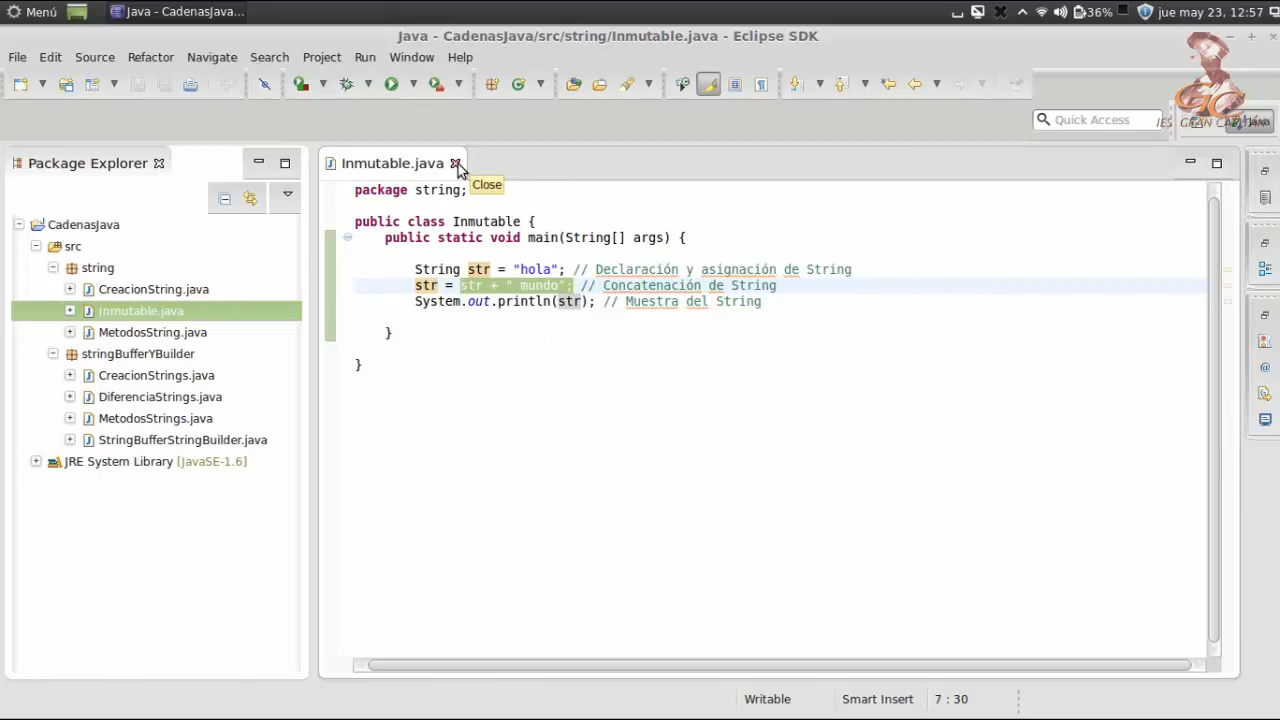 Menú Java - CadenasJava... 36% jue may 23, 12:57
Java - CadenasJava/src/string/Inmutable.java - Eclipse SDK
File Edit Source Refactor Navigate Search Project Run Window Help
Quick Access
IES GRAN CAPITÁN
Java
Package Explorer
Inmutable.java
Close
CadenasJava
src
string
CreacionString.java
Inmutable.java
MetodosString.java
stringBufferYBuilder
CreacionStrings.java
DiferenciaStrings.java
MetodosStrings.java
StringBufferStringBuilder.java
JRE System Library [JavaSE-1.6]
package string;
public class Inmutable {
public static void main(String[] args) {
String str = "hola"; // Declaración y asignación de String
str = str + " mundo"; // Concatenación de String
System.out.println(str); // Muestra del String
}
}
Writable Smart Insert 7 : 30